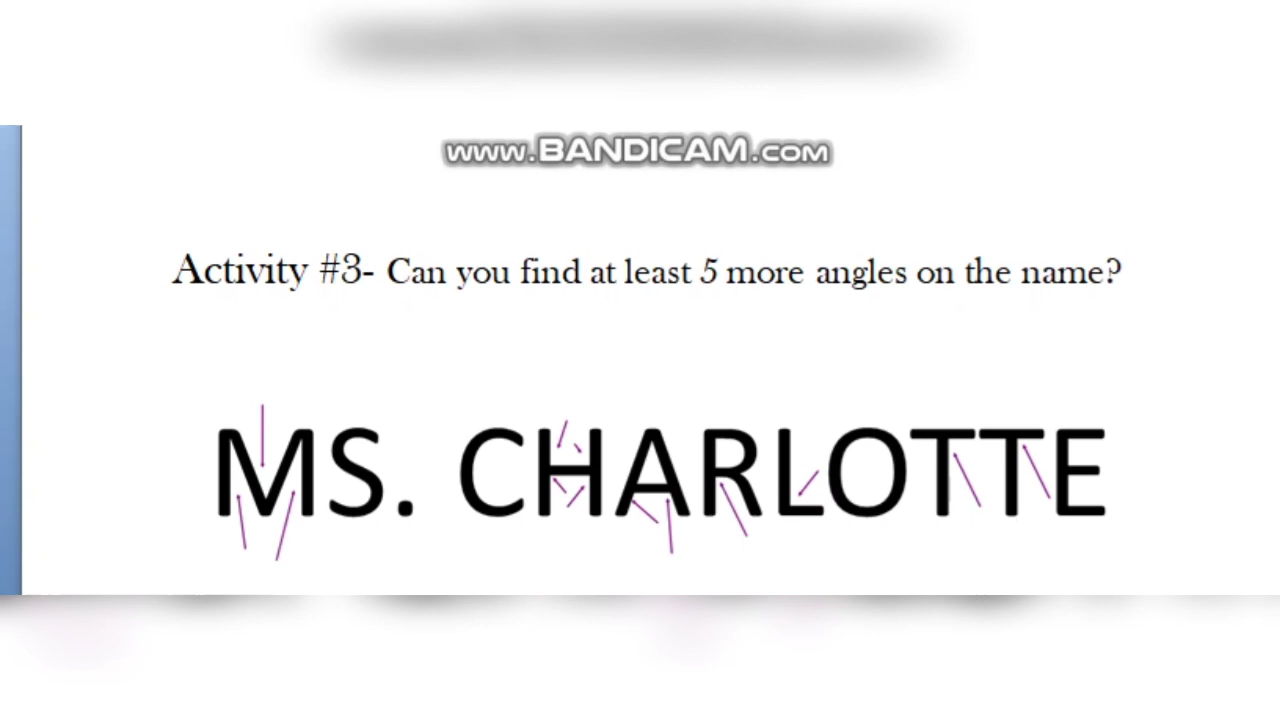 www.BANDICAM.com
Activity #3- Can you find at least 5 more angles on the name?
MS. CHARLOTTE